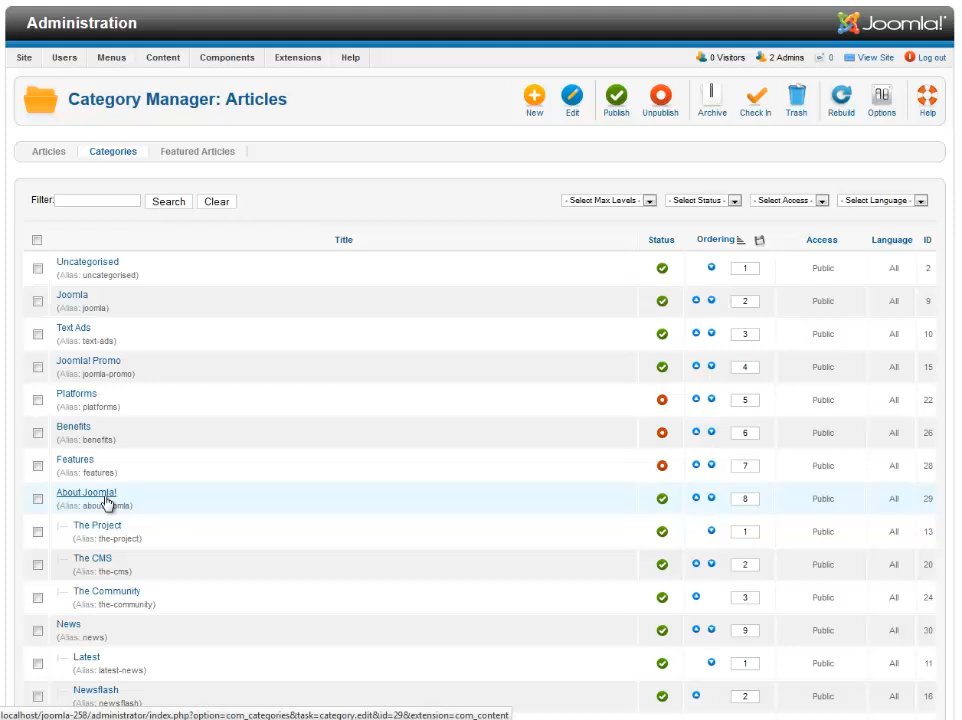 Administration
Joomla!
Site Users Menus Content Components Extensions Help 0 Visitors 2 Admins 0 View Site Log out
Category Manager: Articles
New Edit Publish Unpublish Archive Check In Trash Rebuild Options Help
Articles Categories Featured Articles
Filter: Search Clear - Select Max Levels - - Select Status - - Select Access - - Select Language -
Title Status Ordering Access Language ID
Uncategorised
(Alias: uncategorised) 1 Public All 2
Joomla
(Alias: joomla) 2 Public All 9
Text Ads
(Alias: text-ads) 3 Public All 10
Joomla! Promo
(Alias: joomla-promo) 4 Public All 15
Platforms
(Alias: platforms) 5 Public All 22
Benefits
(Alias: benefits) 6 Public All 26
Features
(Alias: features) 7 Public All 28
About Joomla!
(Alias: 8 Public All 29
The Project
(Alias: the-project) 1 Public All 13
The CMS
(Alias: the-cms) 2 Public All 20
The Community
(Alias: the-community) 3 Public All 24
News
(Alias: news) 9 Public All 30
Latest
(Alias: latest-news) 1 Public All 11
Newsflash
(Alias: newsflash) 2 Public All 16
localhost/joomla-258/administrator/index.php?option=com_categories&task=category.edit&id=29&extension=com_content